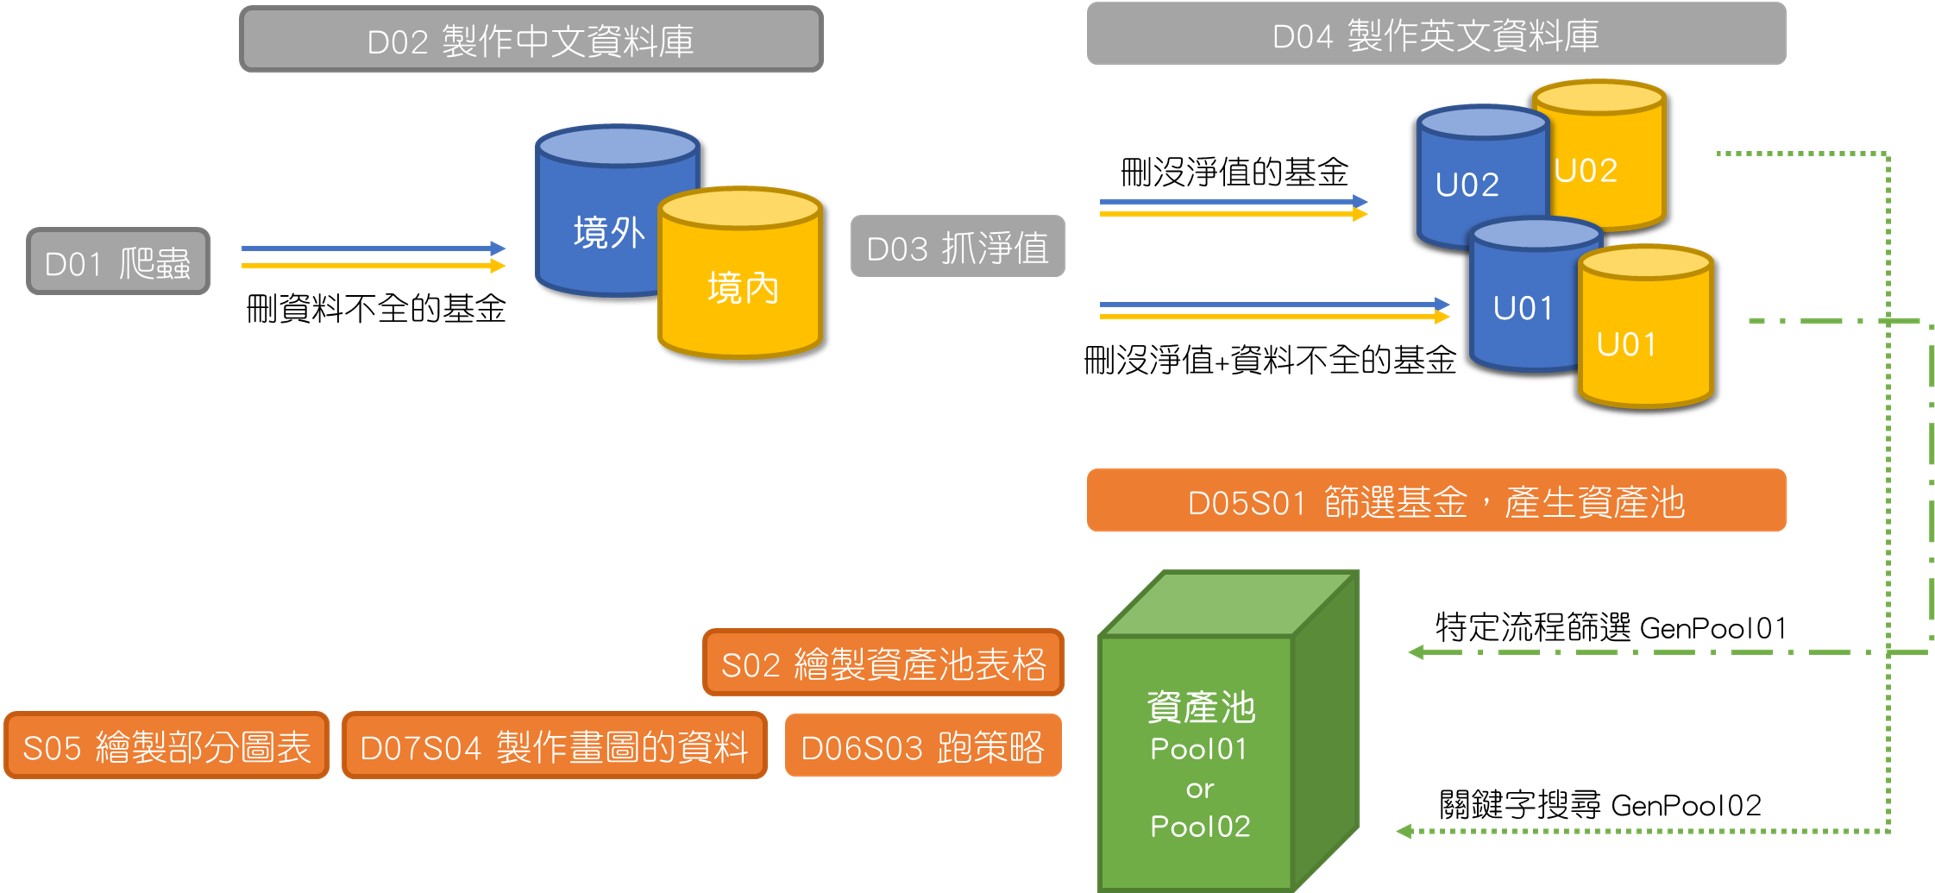 D02 製作中文資料庫
D04 製作英文資料庫
D01 爬蟲
刪資料不全的基金
境外
境內
D03 抓淨值
刪沒淨值的基金
刪沒淨值+資料不全的基金
U02
U02
U01
U01
D05S01 篩選基金，產生資產池
特定流程篩選 GenPool01
關鍵字搜尋 GenPool02
資產池
Pool01
or
Pool02
S02 繪製資產池表格
S05 繪製部分圖表
D07S04 製作畫圖的資料
D06S03 跑策略